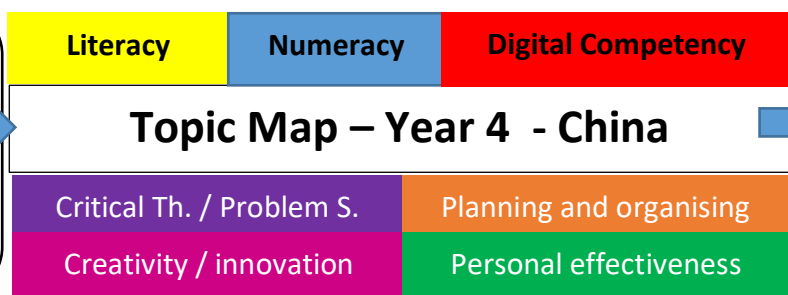 Literacy Numeracy Digital Competency
Topic Map – Year 4 - China
Critical Th. / Problem S. Planning and organising
Creativity / innovation Personal effectiveness